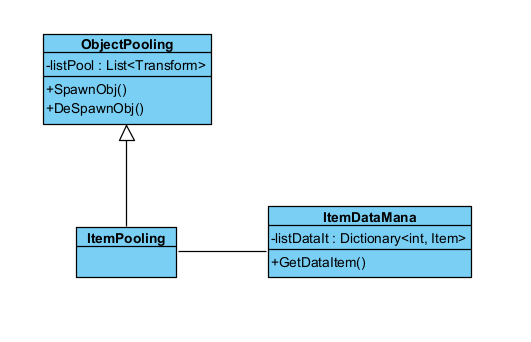 ObjectPooling
-listPool : List<Transform>
+SpawnObj()
+DeSpawnObj()
ItemPooling
ItemDataMana
-listDataIt : Dictionary<int, Item>
+GetDataItem()